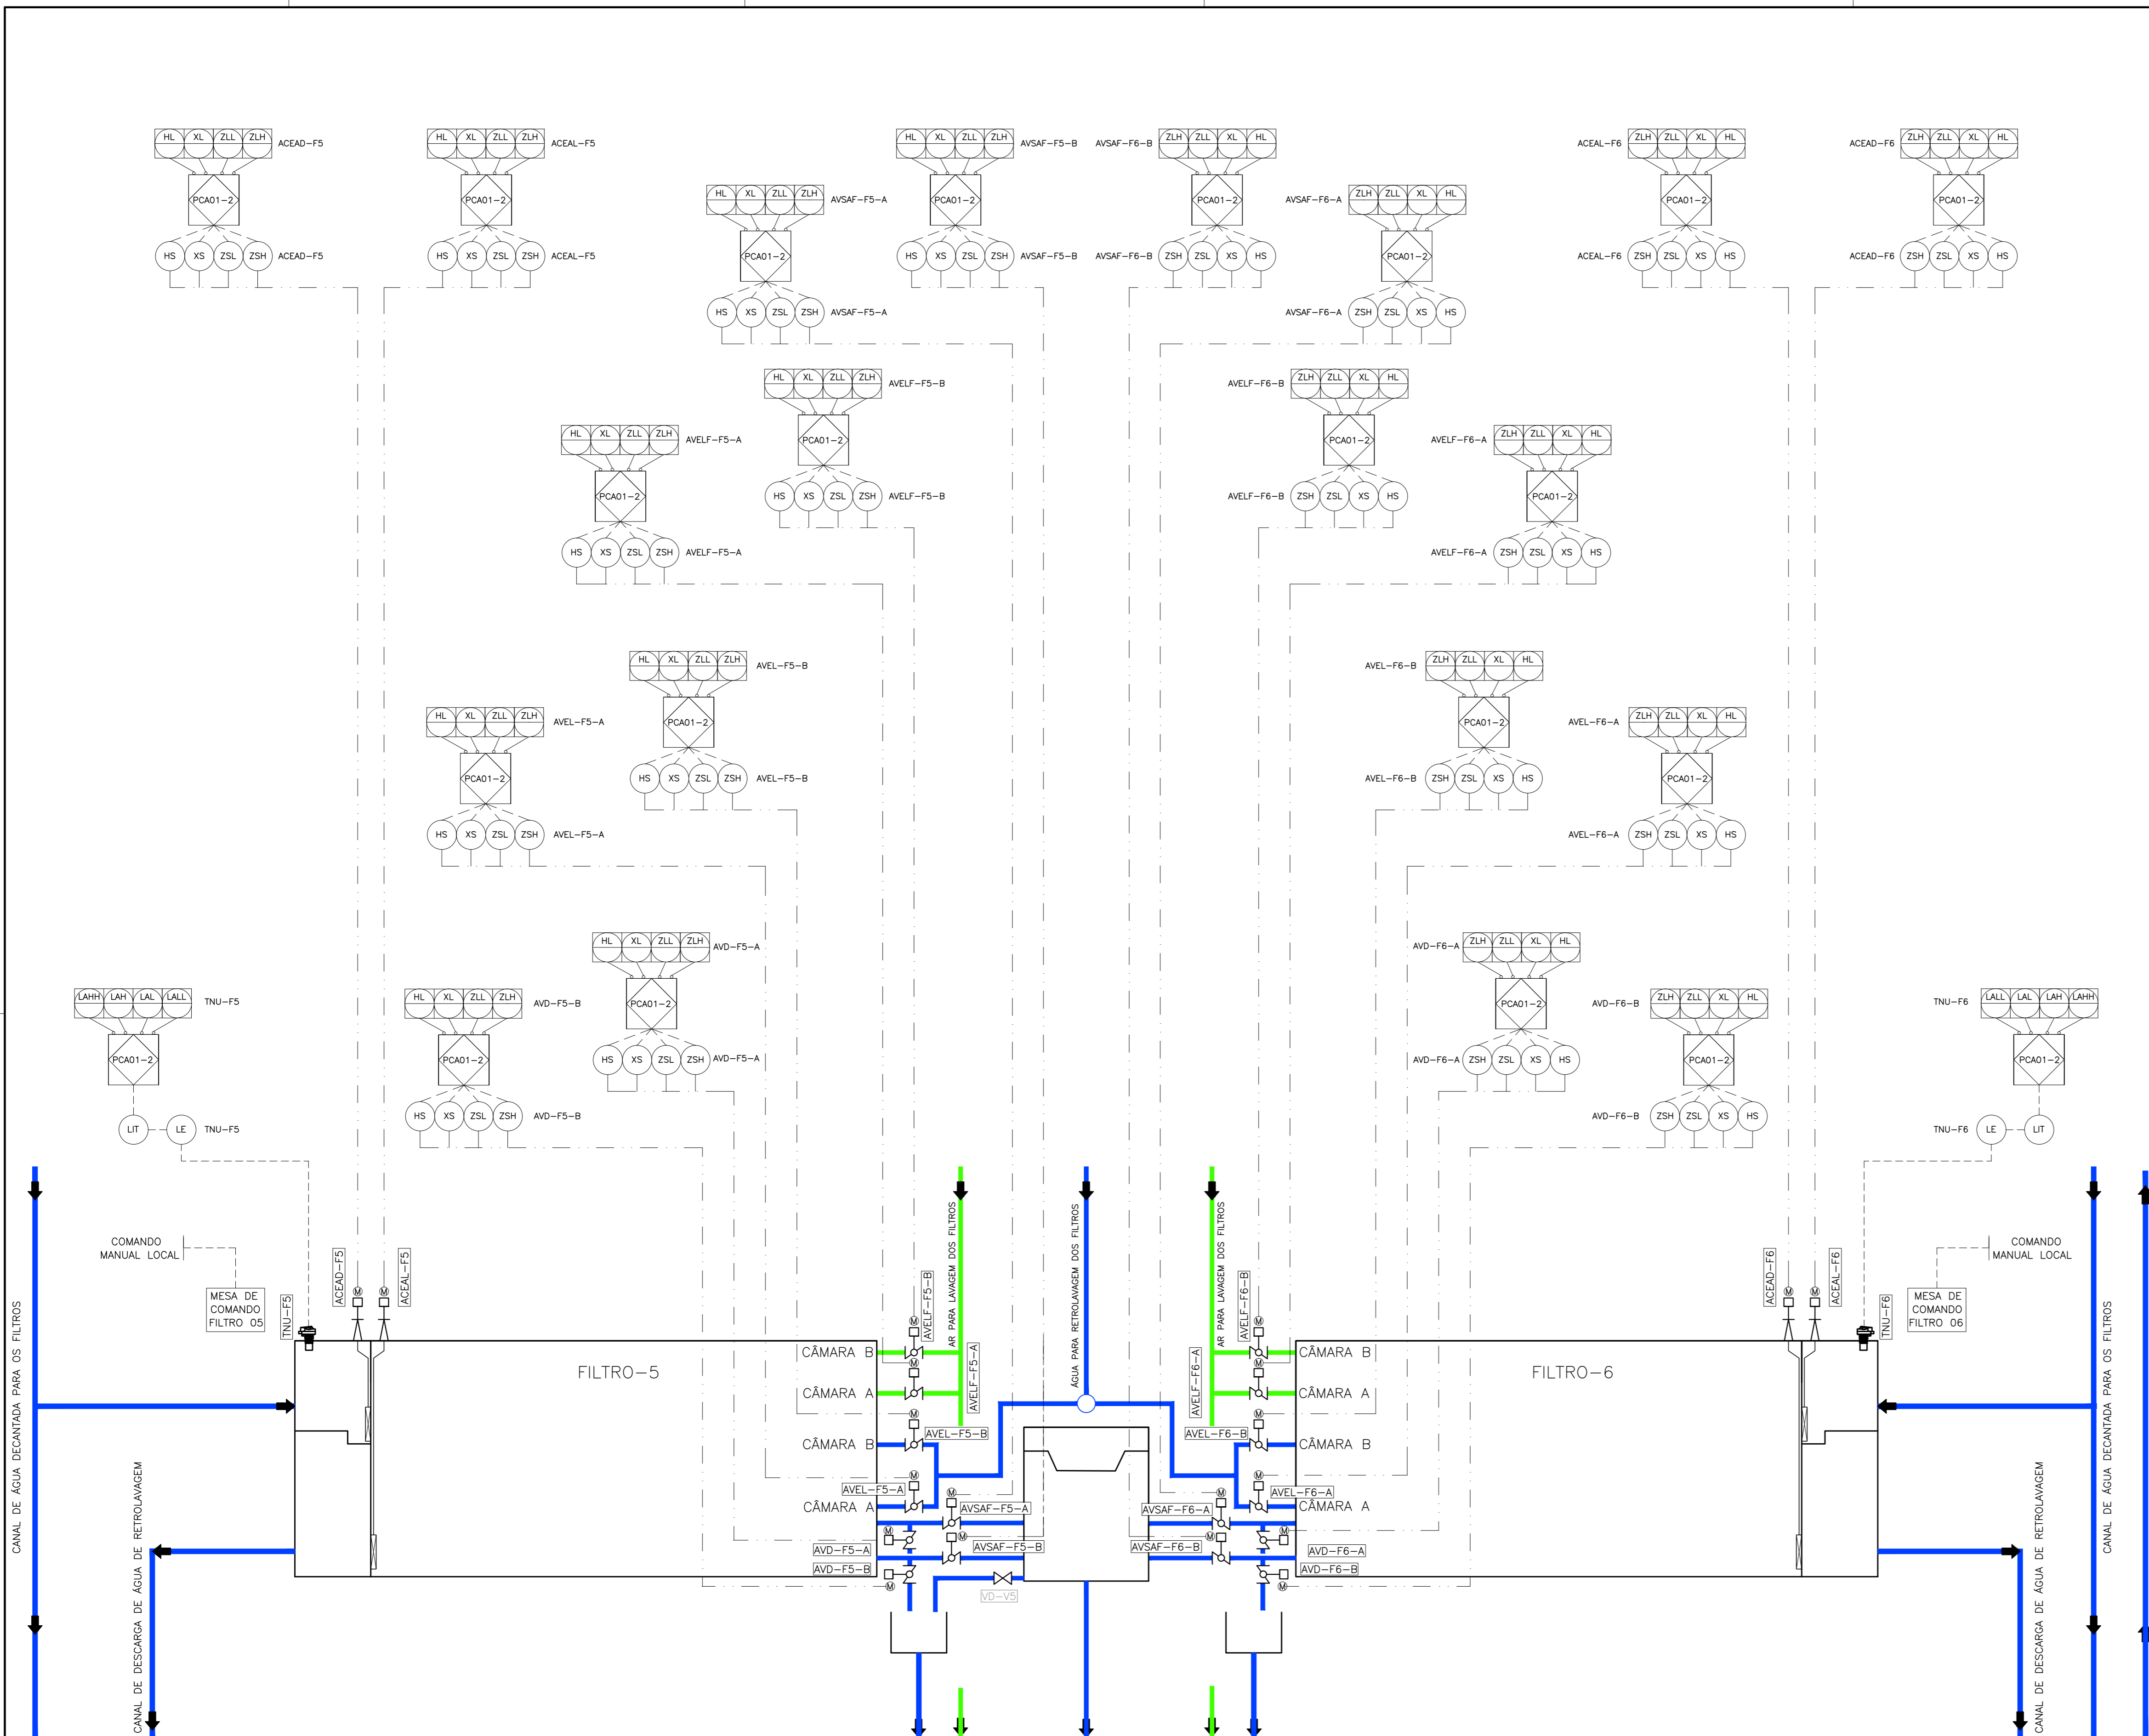 HL XL ZLL ZLH ACEAD-F5
PCA01-2
HS XS ZSL ZSH ACEAD-F5
HL XL ZLL ZLH ACEAL-F5
PCA01-2
HS XS ZSL ZSH ACEAL-F5
HL XL ZLL ZLH AVSAF-F5-A
PCA01-2
HS XS ZSL ZSH AVSAF-F5-A
HL XL ZLL ZLH AVSAF-F5-B
PCA01-2
HS XS ZSL ZSH AVSAF-F5-B
AVSAF-F6-B ZLH ZLL XL HL
PCA01-2
AVSAF-F6-B ZSH ZSL XS HS
AVSAF-F6-A ZLH ZLL XL HL
PCA01-2
AVSAF-F6-A ZSH ZSL XS HS
ACEAL-F6 ZLH ZLL XL HL
PCA01-2
ACEAL-F6 ZSH ZSL XS HS
ACEAD-F6 ZLH ZLL XL HL
PCA01-2
ACEAD-F6 ZSH ZSL XS HS
HL XL ZLL ZLH AVELF-F5-B
PCA01-2
HS XS ZSL ZSH AVELF-F5-B
HL XL ZLL ZLH AVELF-F5-A
PCA01-2
HS XS ZSL ZSH AVELF-F5-A
AVELF-F6-B ZLH ZLL XL HL
PCA01-2
AVELF-F6-B ZSH ZSL XS HS
AVELF-F6-A ZLH ZLL XL HL
PCA01-2
AVELF-F6-A ZSH ZSL XS HS
HL XL ZLL ZLH AVEL-F5-B
PCA01-2
HS XS ZSL ZSH AVEL-F5-B
HL XL ZLL ZLH AVEL-F5-A
PCA01-2
HS XS ZSL ZSH AVEL-F5-A
AVEL-F6-B ZLH ZLL XL HL
PCA01-2
AVEL-F6-B ZSH ZSL XS HS
AVEL-F6-A ZLH ZLL XL HL
PCA01-2
AVEL-F6-A ZSH ZSL XS HS
HL XL ZLL ZLH AVD-F5-A
PCA01-2
HS XS ZSL ZSH AVD-F5-A
HL XL ZLL ZLH AVD-F5-B
PCA01-2
HS XS ZSL ZSH AVD-F5-B
LAHH LAH LAL LALL TNU-F5
PCA01-2
LIT LE TNU-F5
AVD-F6-A ZLH ZLL XL HL
PCA01-2
AVD-F6-A ZSH ZSL XS HS
AVD-F6-B ZLH ZLL XL HL
PCA01-2
AVD-F6-B ZSH ZSL XS HS
TNU-F6 LALL LAL LAH LAHH
PCA01-2
TNU-F6 LE LIT
CANAL DE ÁGUA DECANTADA PARA OS FILTROS
COMANDO
MANUAL LOCAL
MESA DE
COMANDO
FILTRO 05
TNU-F5
ACEAD-F5
M
M
ACEAL-F5
CANAL DE DESCARGA DE ÁGUA DE RETROLAVAGEM
FILTRO-5
CÂMARA B
CÂMARA A
CÂMARA B
CÂMARA A
M
AVELF-F5-B
M
AVELF-F5-A
AR PARA LAVAGEM DOS FILTROS
M
AVEL-F5-B
M
AVEL-F5-A
M
AVSAF-F5-A
M
AVSAF-F5-B
M
AVD-F5-A
AVD-F5-B
M
VD-V5
ÁGUA PARA RETROLAVAGEM DOS FILTROS
AR PARA LAVAGEM DOS FILTROS
AVELF-F6-B
M
AVELF-F6-A
M
M
AVEL-F6-B
M
AVEL-F6-A
M
AVSAF-F6-A
M
AVSAF-F6-B
M
AVD-F6-A
AVD-F6-B
M
CÂMARA B
CÂMARA A
CÂMARA B
CÂMARA A
FILTRO-6
ACEAD-F6
M
M
ACEAL-F6
TNU-F6
COMANDO
MANUAL LOCAL
MESA DE
COMANDO
FILTRO 06
CANAL DE DESCARGA DE ÁGUA DE RETROLAVAGEM
CANAL DE ÁGUA DECANTADA PARA OS FILTROS